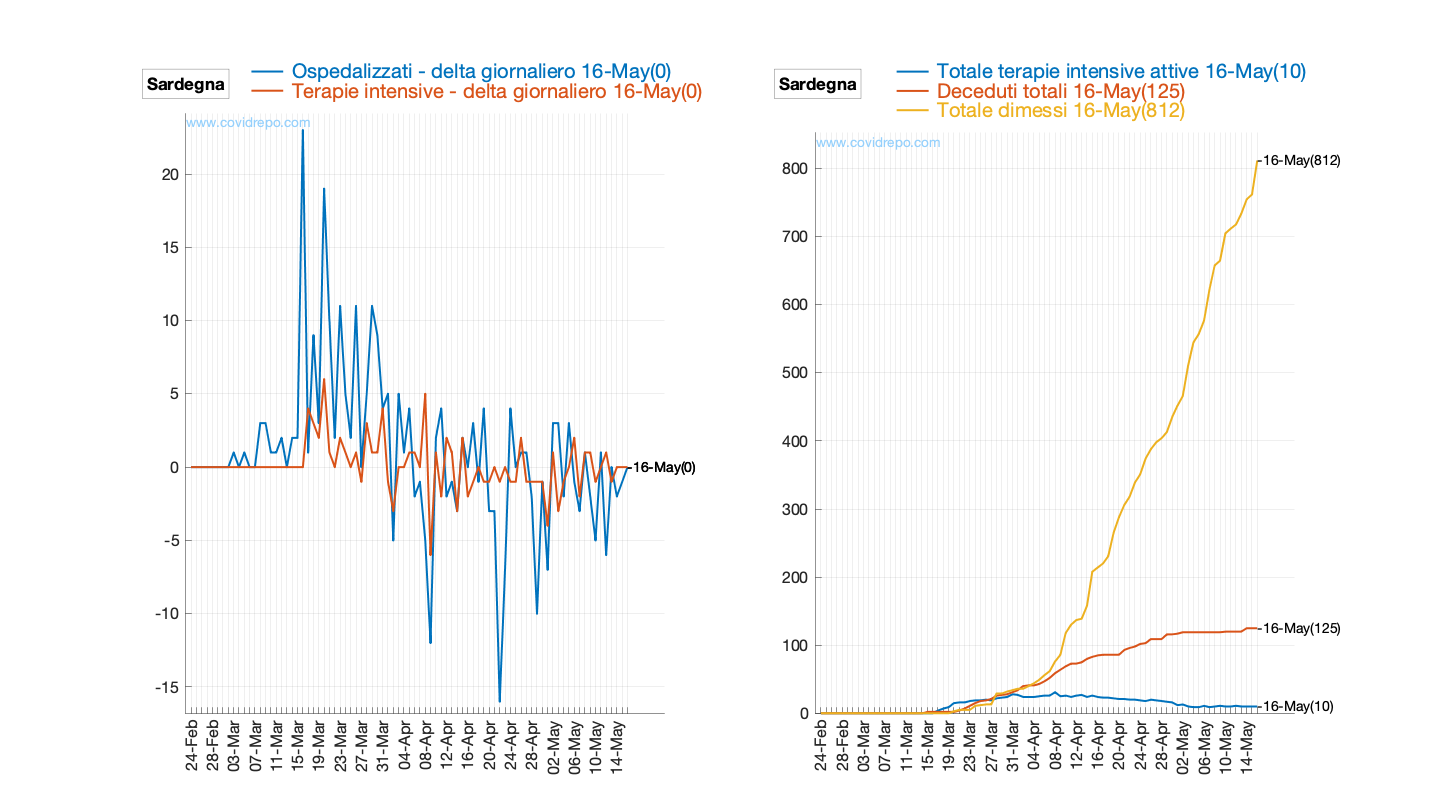 Sardegna
Ospedalizzati - delta giornaliero 16-May(0)
Terapie intensive - delta giornaliero 16-May(0)
www.covidrepo.com
20
15
10
5
0
-5
-10
-15
16-May(0)
24-Feb
28-Feb
03-Mar
07-Mar
11-Mar
15-Mar
19-Mar
23-Mar
27-Mar
31-Mar
04-Apr
08-Apr
12-Apr
16-Apr
20-Apr
24-Apr
28-Apr
02-May
06-May
10-May
14-May
Sardegna
Totale terapie intensive attive 16-May(10)
Deceduti totali 16-May(125)
Totale dimessi 16-May(812)
www.covidrepo.com
800
700
600
500
400
300
200
100
0
16-May(812)
16-May(125)
16-May(10)
24-Feb
28-Feb
03-Mar
07-Mar
11-Mar
15-Mar
19-Mar
23-Mar
27-Mar
31-Mar
04-Apr
08-Apr
12-Apr
16-Apr
20-Apr
24-Apr
28-Apr
02-May
06-May
10-May
14-May